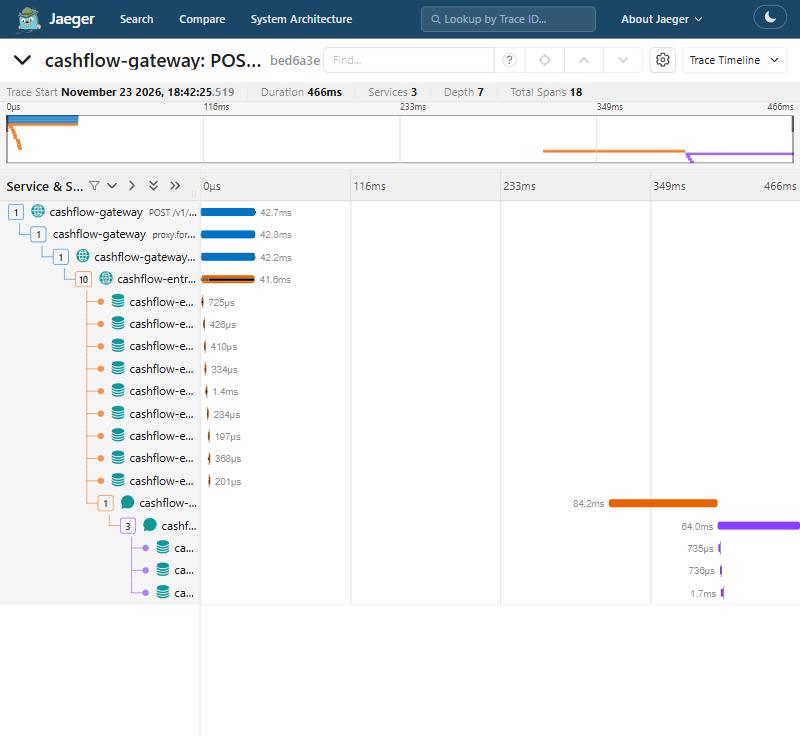 Jaeger Search Compare System Architecture Lookup by Trace ID... About Jaeger
cashflow-gateway: POS... bed6a3e Find... ? Trace Timeline
Trace Start November 23 2026, 18:42:25.519 Duration 466ms Services 3 Depth 7 Total Spans 18
0μs 116ms 233ms 349ms 466ms
Service & S... 0μs 116ms 233ms 349ms 466ms
1 cashflow-gateway POST /v1/... 42.7ms
1 cashflow-gateway proxy.for... 42.3ms
1 cashflow-gateway... 42.2ms
10 cashflow-entr... 41.6ms
cashflow-e... 725μs
cashflow-e... 426μs
cashflow-e... 410μs
cashflow-e... 334μs
cashflow-e... 1.4ms
cashflow-e... 234μs
cashflow-e... 197μs
cashflow-e... 368μs
cashflow-e... 201μs
1 cashflow-... 84.2ms
3 cashf... 64.0ms
ca... 735μs
ca... 736μs
ca... 1.7ms